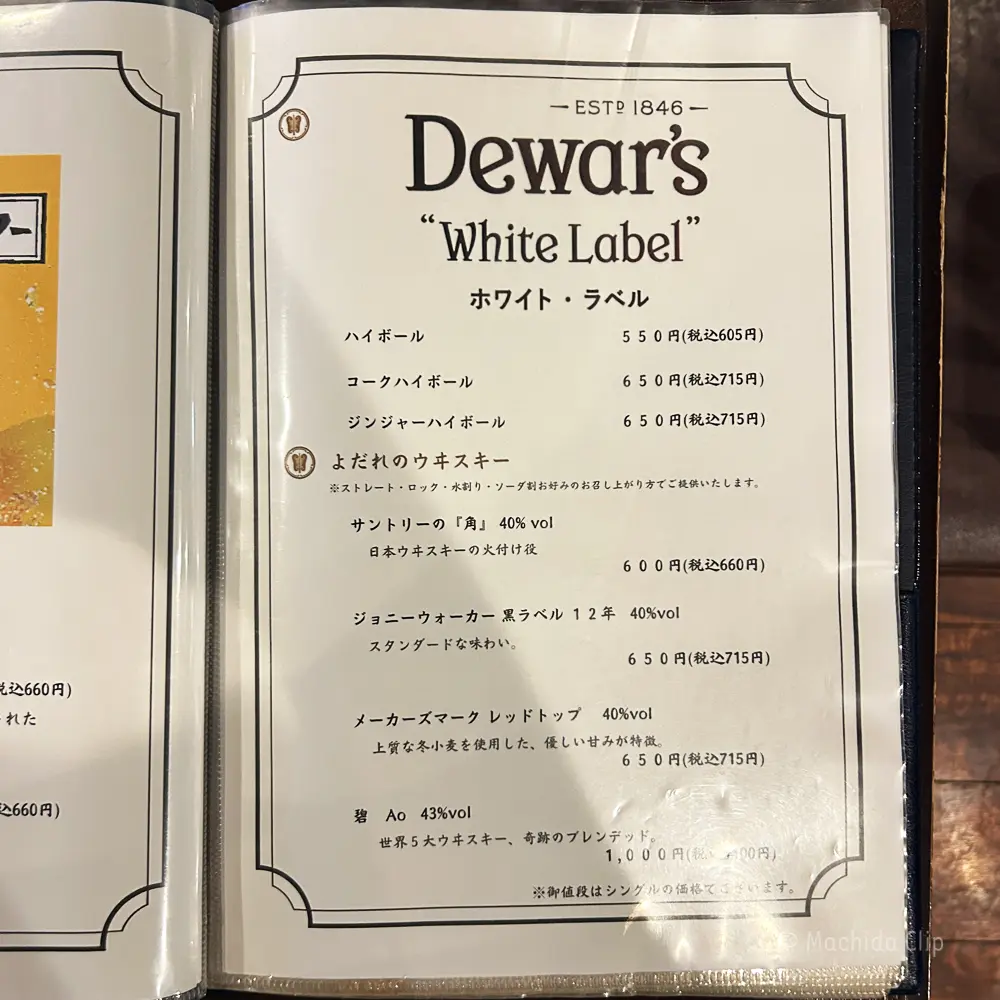 税込660円)
れた
込660円)
ESTD 1846
Dewar's
“White Label”
ホワイト・ラベル
ハイボール ５５０円(税込605円)
コークハイボール ６５０円(税込715円)
ジンジャーハイボール ６５０円(税込715円)
よだれのウヰスキー
※ストレート・ロック・水割り・ソーダ割お好みのお召し上がり方でご提供いたします。
サントリーの『角』 40% vol
日本ウヰスキーの火付け役
６００円(税込660円)
ジョニーウォーカー 黒ラベル １２年 40%vol
スタンダードな味わい。
６５０円(税込715円)
メーカーズマーク レッドトップ 40%vol
上質な冬小麦を使用した、優しい甘みが特徴。
６５０円(税込715円)
碧 Ao 43%vol
世界５大ウヰスキー、奇跡のブレンデッド。
1,０００円(税
※御値段はシングルの価格でございます。
© Machida Clip